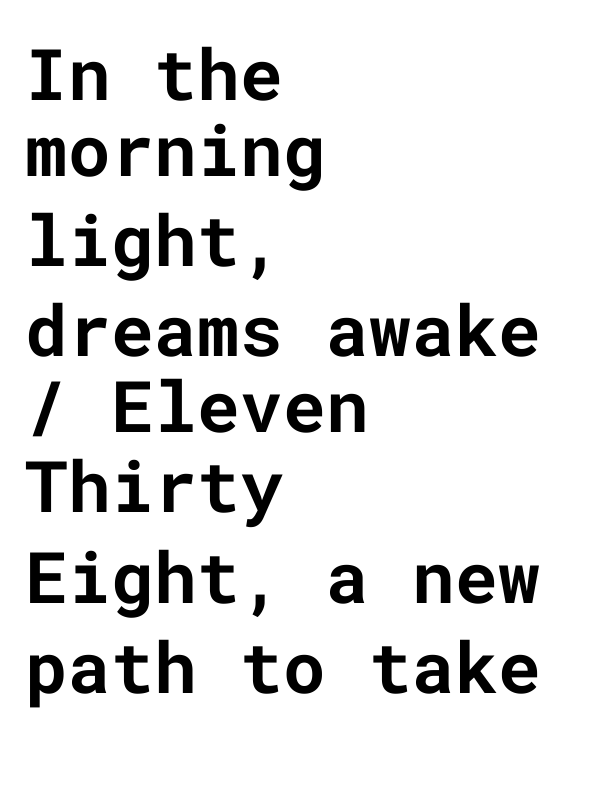 In the
morning
light,
dreams awake
/ Eleven
Thirty
Eight, a new
path to take